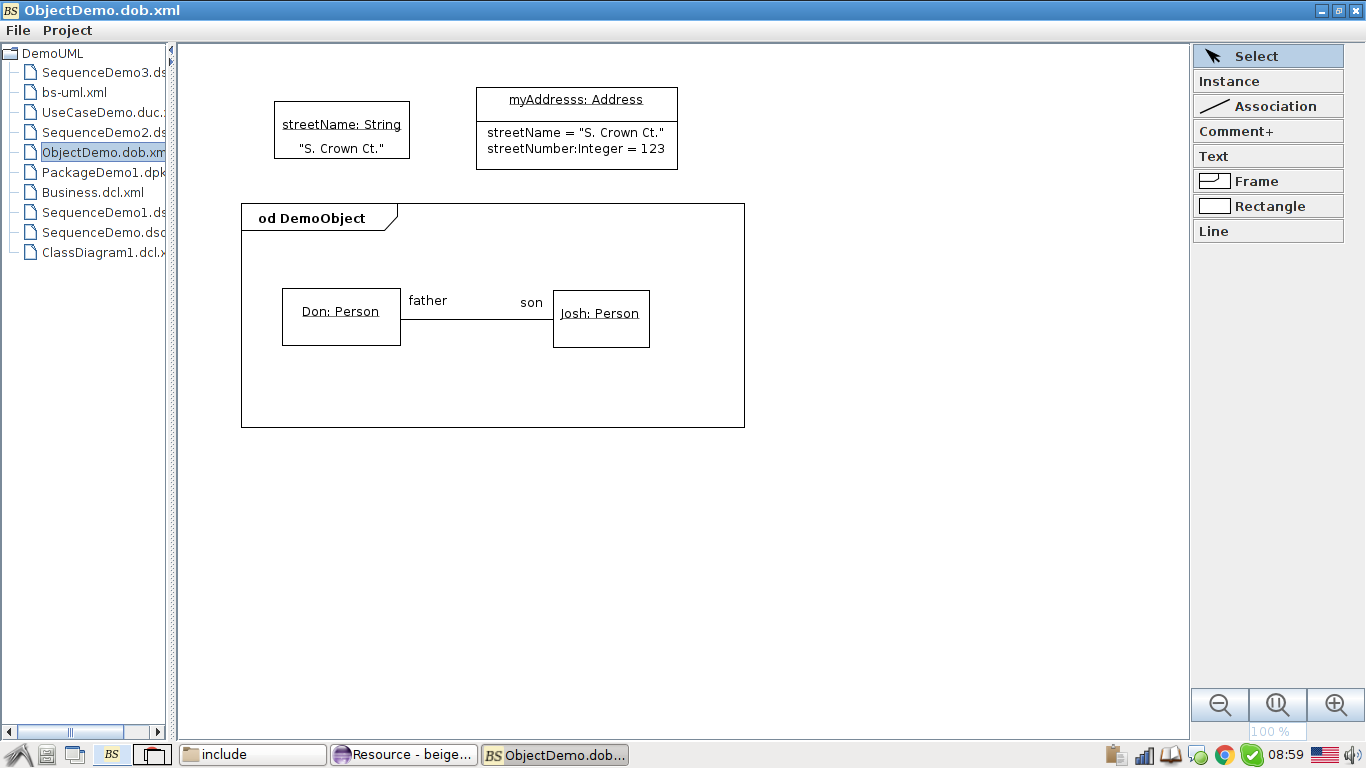 BS ObjectDemo.dob.xml
File Project
DemoUML
SequenceDemo3.ds
bs-uml.xml
UseCaseDemo.duc.
SequenceDemo2.ds
ObjectDemo.dob.xm
PackageDemo1.dpk
Business.dcl.xml
SequenceDemo1.ds
SequenceDemo.dsc
ClassDiagram1.dcl.x
streetName: String
"S. Crown Ct."
myAddresss: Address
streetName = "S. Crown Ct."
streetNumber:Integer = 123
od DemoObject
Don: Person
father
son
Josh: Person
Select
Instance
Association
Comment+
Text
Frame
Rectangle
Line
100 %
BS
include
Resource - beige...
BS ObjectDemo.dob...
08:59